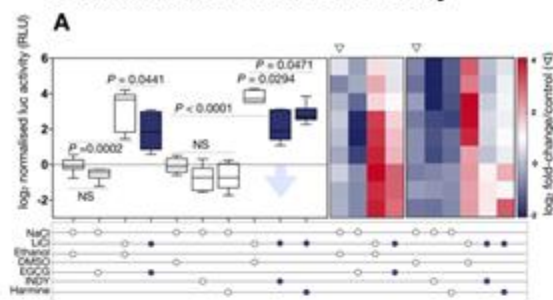 A
log₂ normalised luc activity (RLU)
6
4
2
0
-2
P = 0.0471
P = 0.0441
P = 0.0294
P < 0.0001
P =0.0002
NS
NS
log₂ fold-change/control
NaCl
LiCl
Ethanol
DMSO
EGCG
INDY
Harmine